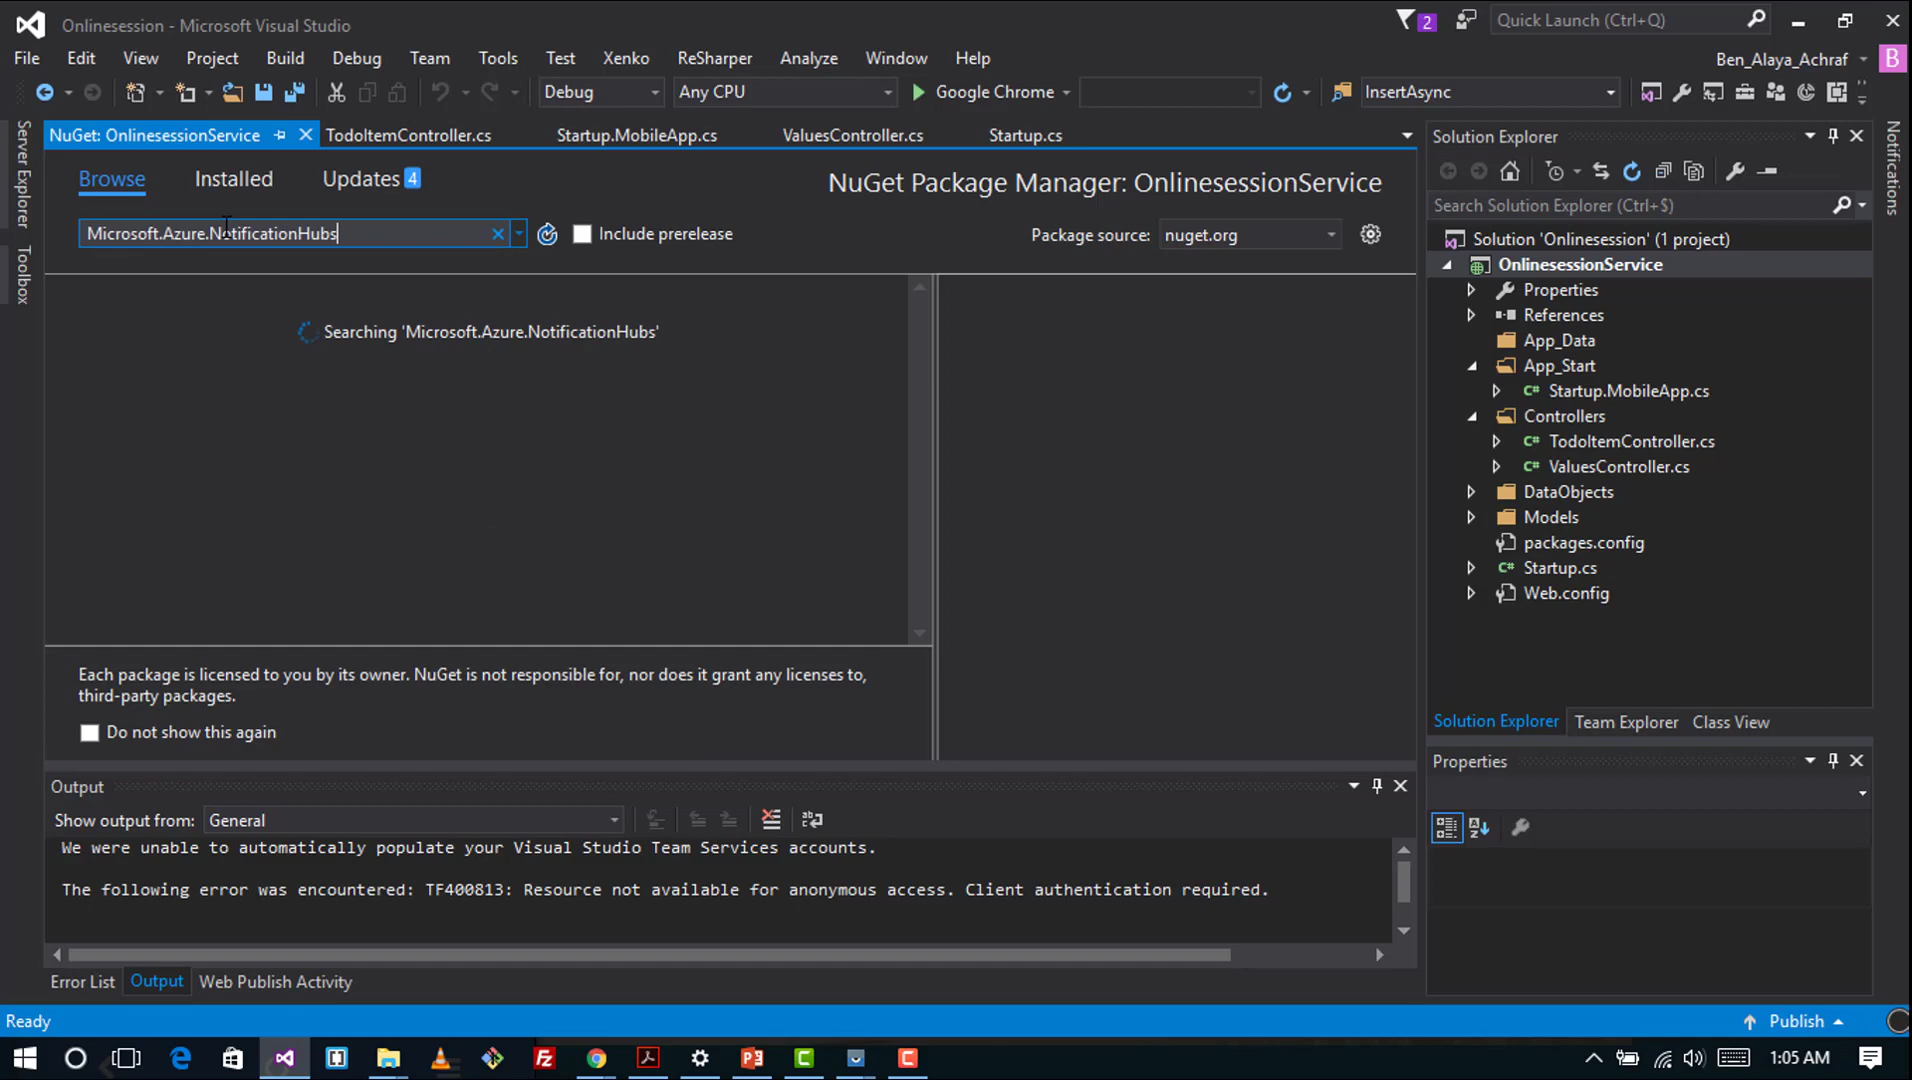 Onlinesession - Microsoft Visual Studio
2
Quick Launch (Ctrl+Q)
File Edit View Project Build Debug Team Tools Test Xenko ReSharper Analyze Window Help
Ben_Alaya_Achraf B
Debug Any CPU Google Chrome InsertAsync
NuGet: OnlinesessionService TodoItemController.cs Startup.MobileApp.cs ValuesController.cs Startup.cs
Server Explorer
Toolbox
Browse Installed Updates 4
NuGet Package Manager: OnlinesessionService
Microsoft.Azure.NotificationHubs
Include prerelease
Package source: nuget.org
Searching 'Microsoft.Azure.NotificationHubs'
Each package is licensed to you by its owner. NuGet is not responsible for, nor does it grant any licenses to,
third-party packages.
Do not show this again
Output
Show output from: General
We were unable to automatically populate your Visual Studio Team Services accounts.
The following error was encountered: TF400813: Resource not available for anonymous access. Client authentication required.
Error List Output Web Publish Activity
Solution Explorer
Search Solution Explorer (Ctrl+$)
Solution 'Onlinesession' (1 project)
OnlinesessionService
Properties
References
App_Data
App_Start
C# Startup.MobileApp.cs
Controllers
C# TodoItemController.cs
C# ValuesController.cs
DataObjects
Models
packages.config
C# Startup.cs
Web.config
Solution Explorer Team Explorer Class View
Properties
Notifications
Ready
Publish
1:05 AM